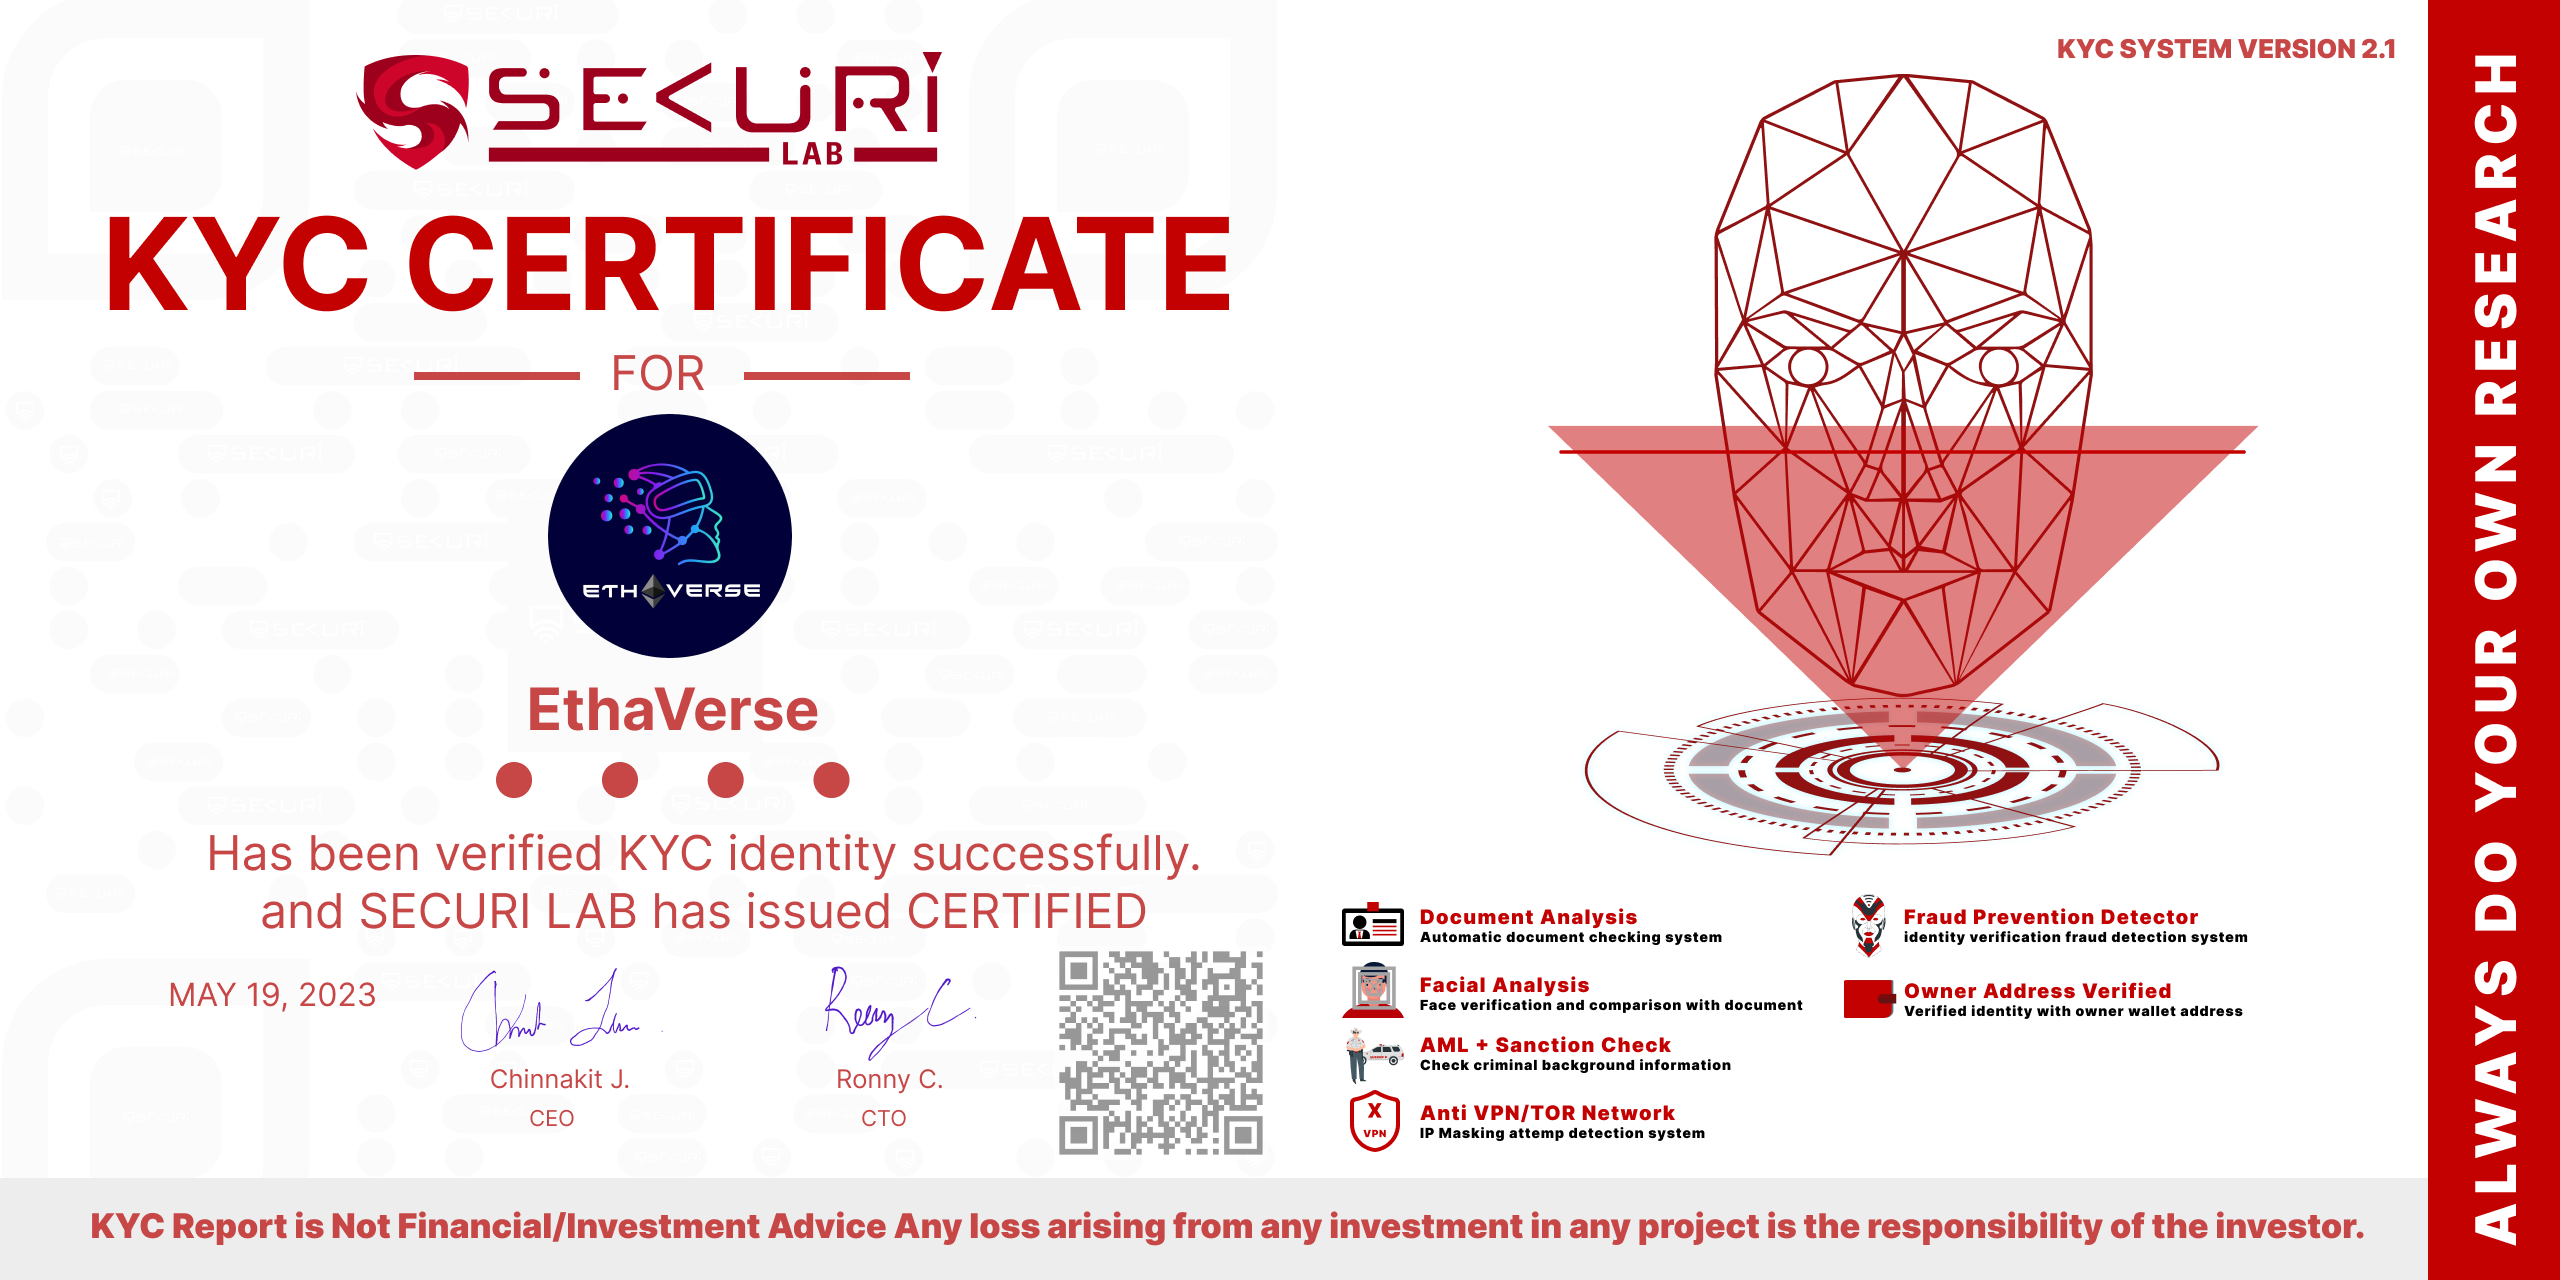 SECURI
LAB
KYC CERTIFICATE
FOR
ETHAVERSE
EthaVerse
Has been verified KYC identity successfully.
and SECURI LAB has issued CERTIFIED
MAY 19, 2023
Chinnakit J.
CEO
Ronny C.
CTO
KYC SYSTEM VERSION 2.1
Document Analysis
Automatic document checking system
Facial Analysis
Face verification and comparison with document
AML + Sanction Check
Check criminal background information
X
VPN
Anti VPN/TOR Network
IP Masking attemp detection system
Fraud Prevention Detector
identity verification fraud detection system
Owner Address Verified
Verified identity with owner wallet address
KYC Report is Not Financial/Investment Advice Any loss arising from any investment in any project is the responsibility of the investor.
ALWAYS DO YOUR OWN RESEARCH